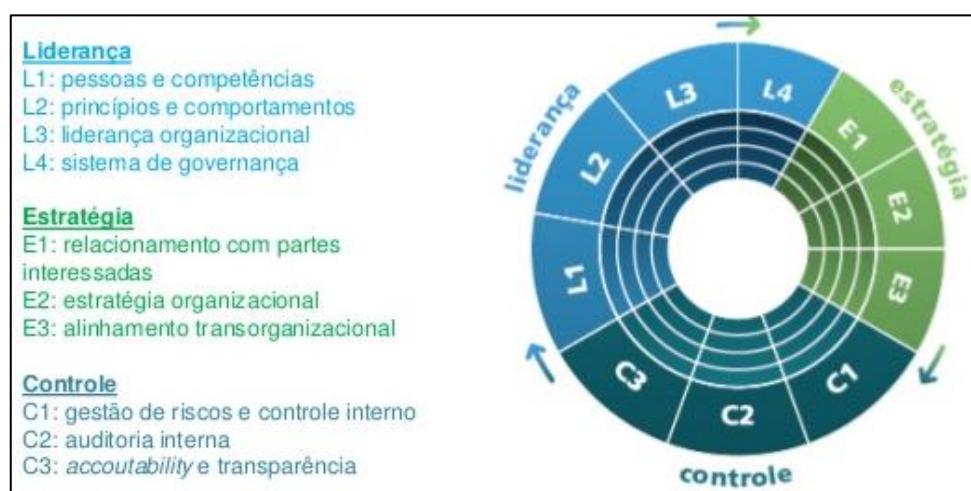 Liderança
L1: pessoas e competências
L2: princípios e comportamentos
L3: liderança organizacional
L4: sistema de governança
Estratégia
E1: relacionamento com partes
interessadas
E2: estratégia organizacional
E3: alinhamento transorganizacional
Controle
C1: gestão de riscos e controle interno
C2: auditoria interna
C3: accoutability e transparência
liderança
L1
L2
L3
L4
estratégia
E1
E2
E3
C1
C2
C3
controle